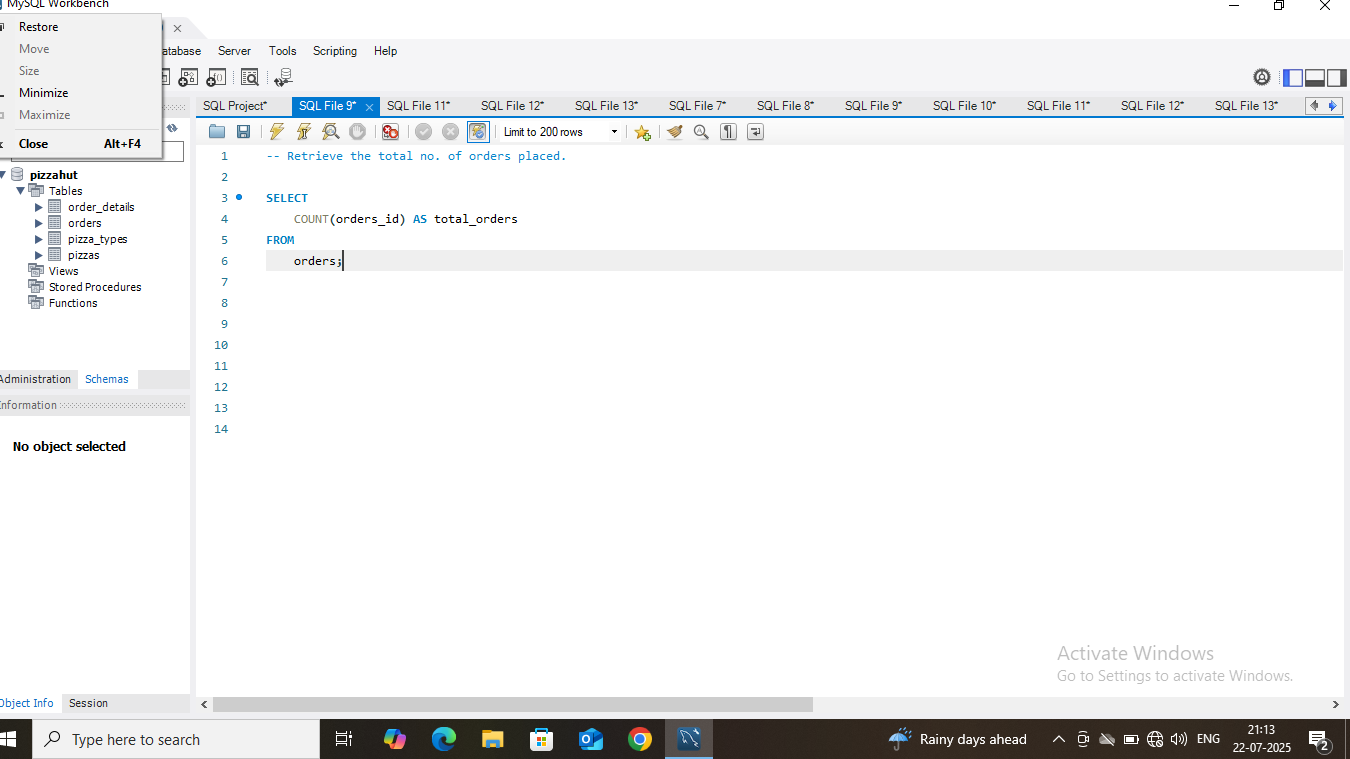 MySQL Workbench
Restore
Move
Size
Minimize
Maximize
Close Alt+F4
Server Tools Scripting Help
SQL Project* SQL File 9* SQL File 11* SQL File 12* SQL File 13* SQL File 7* SQL File 8* SQL File 9* SQL File 10* SQL File 11* SQL File 12* SQL File 13*
Limit to 200 rows
pizzahut
Tables
order_details
orders
pizza_types
pizzas
Views
Stored Procedures
Functions
Administration Schemas
Information
No object selected
Object Info Session
1 -- Retrieve the total no. of orders placed.
2
3 SELECT
4 COUNT(orders_id) AS total_orders
5 FROM
6 orders;
7
8
9
10
11
12
13
14
Activate Windows
Go to Settings to activate Windows.
Type here to search
Rainy days ahead
ENG
21:13
22-07-2025
2